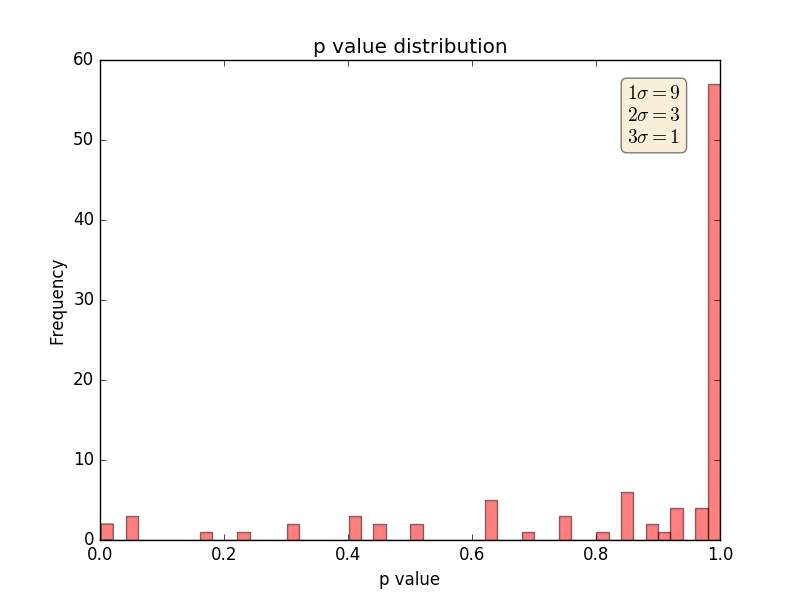 p value distribution
60
50
40
30
20
10
0
Frequency
1σ = 9
2σ = 3
3σ = 1
0.0 0.2 0.4 0.6 0.8 1.0
p value